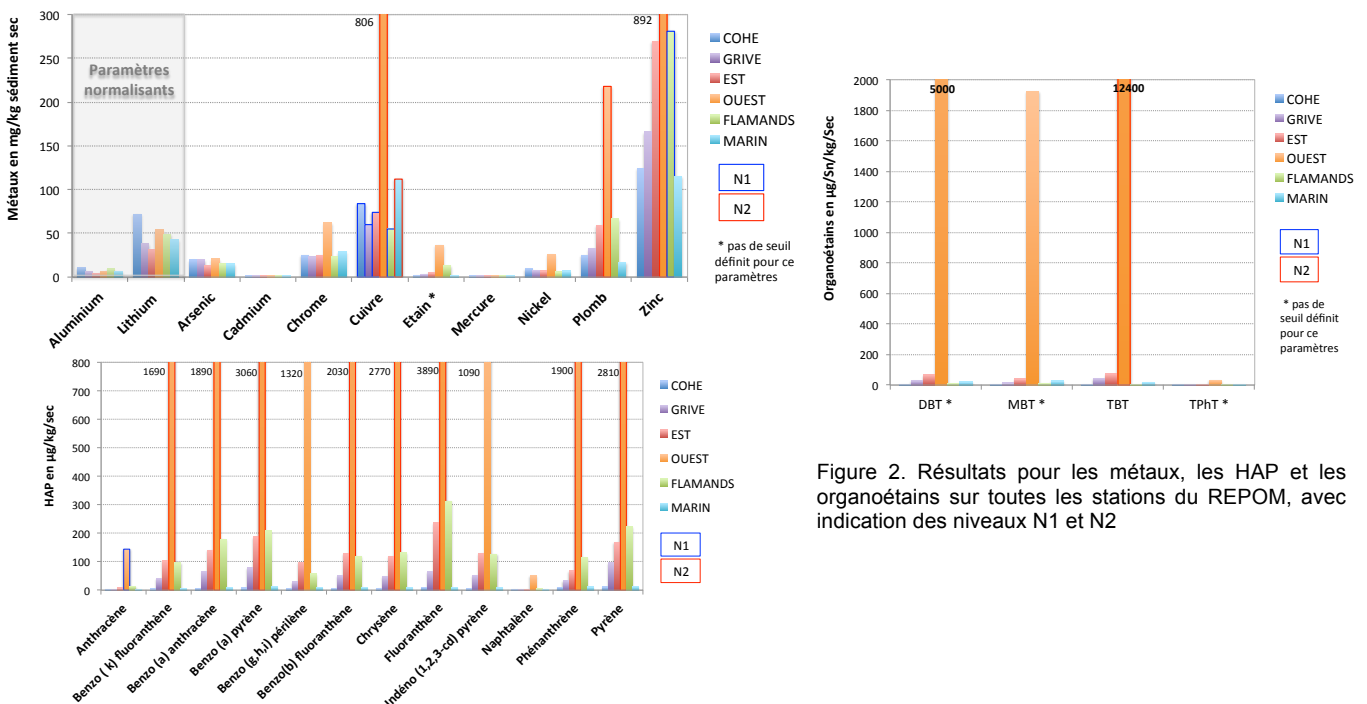 Métaux en mg/kg sédiment sec
300
250
200
150
100
50
0
Paramètres
normalisants
806
892
Aluminium
Lithium
Arsenic
Cadmium
Chrome
Cuivre
Etain *
Mercure
Nickel
Plomb
Zinc
COHE
GRIVE
EST
OUEST
FLAMANDS
MARIN
N1
N2
* pas de seuil
définit pour ce
paramètres
HAP en µg/kg/sec
800
700
600
500
400
300
200
100
0
1690
1890
3060
1320
2030
2770
3890
1090
1900
2810
Anthracène
Benzo ( k) fluoranthène
Benzo (a) anthracène
Benzo (a) pyrène
Benzo (g,h,i) périlène
Benzo(b) fluoranthène
Chrysène
Fluoranthène
Indéno (1,2,3-cd) pyrène
Naphtalène
Phénanthrène
Pyrène
COHE
GRIVE
EST
OUEST
FLAMANDS
MARIN
N1
N2
Organoétains en µg/Sn/kg/Sec
2000
1800
1600
1400
1200
1000
800
600
400
200
0
5000
12400
DBT *
MBT *
TBT
TPhT *
COHE
GRIVE
EST
OUEST
FLAMANDS
MARIN
N1
N2
* pas de
seuil définit
pour ce
paramètres
Figure 2. Résultats pour les métaux, les HAP et les
organoétains sur toutes les stations du REPOM, avec
indication des niveaux N1 et N2